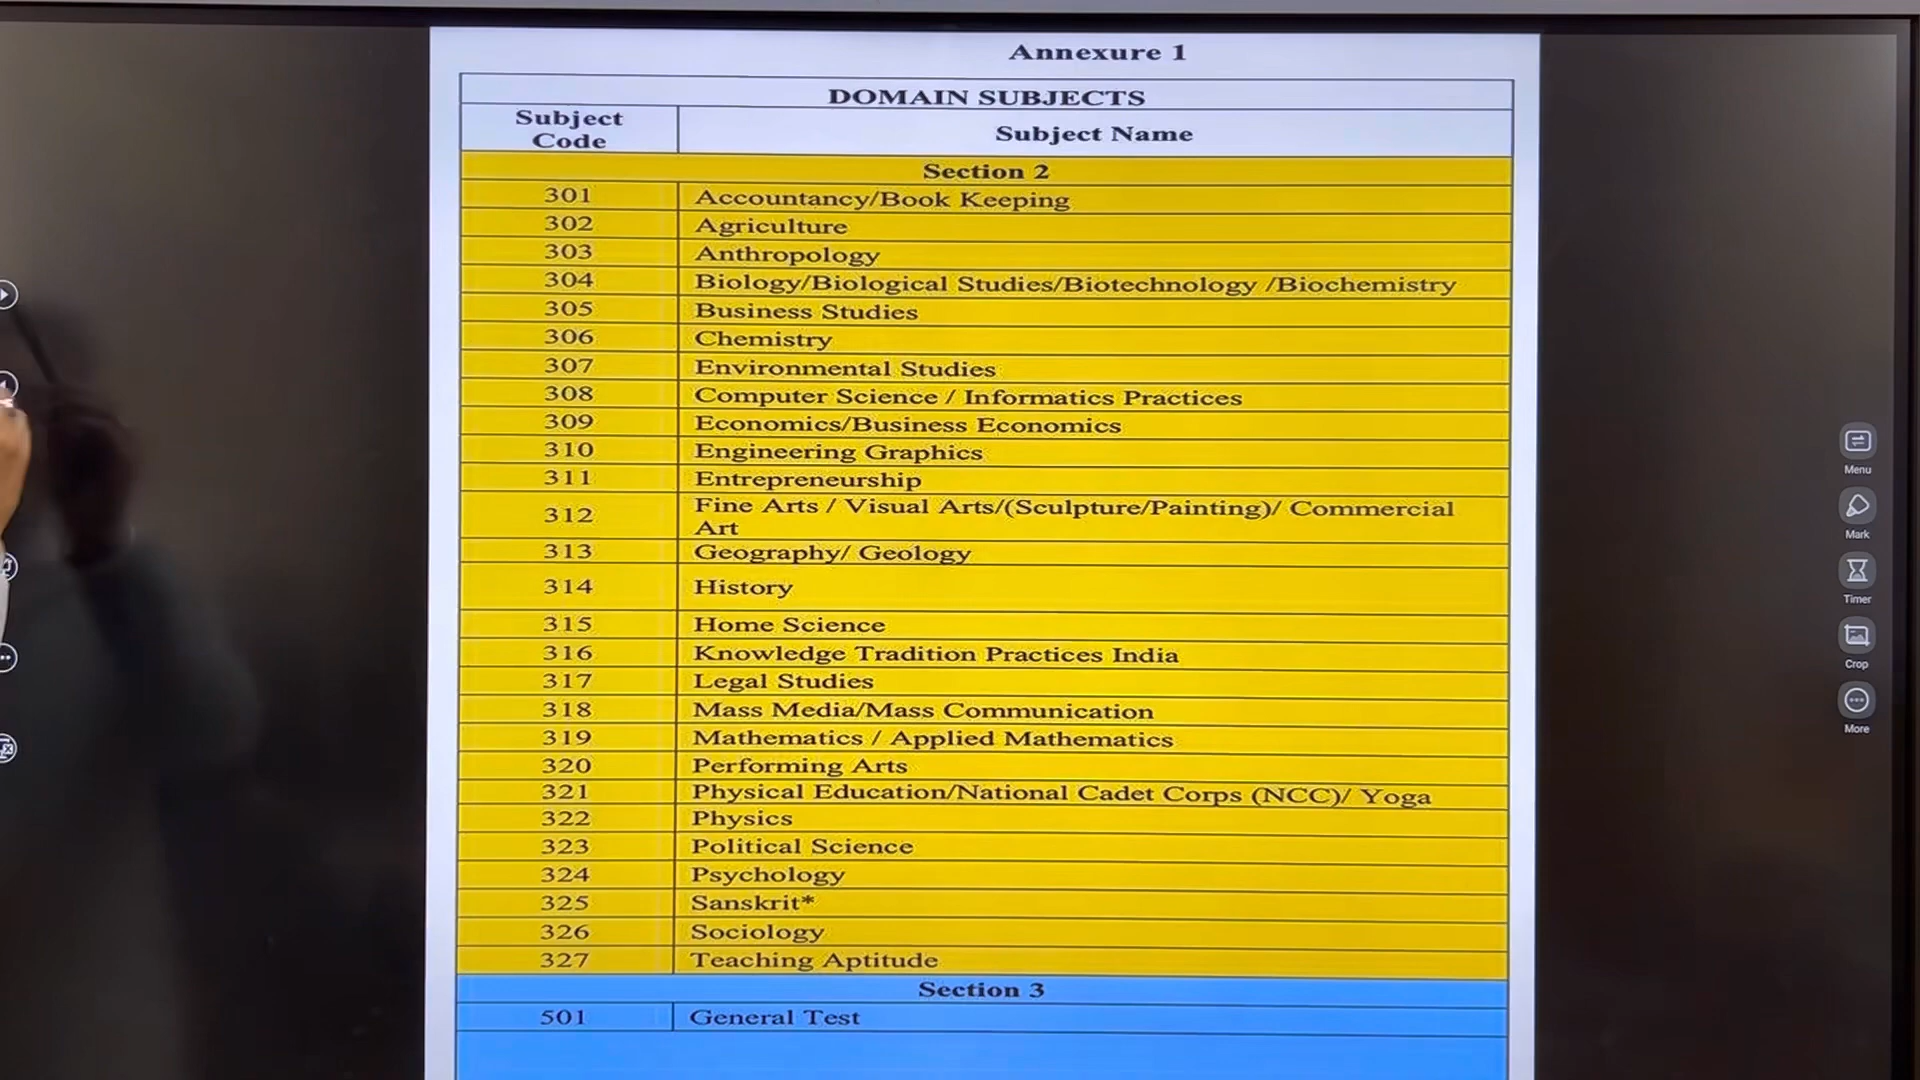 Annexure 1
DOMAIN SUBJECTS
Subject Code Subject Name
Section 2
301 Accountancy/Book Keeping
302 Agriculture
303 Anthropology
304 Biology/Biological Studies/Biotechnology /Biochemistry
305 Business Studies
306 Chemistry
307 Environmental Studies
308 Computer Science / Informatics Practices
309 Economics/Business Economics
310 Engineering Graphics
311 Entrepreneurship
312 Fine Arts / Visual Arts/(Sculpture/Painting)/ Commercial
Art
313 Geography/ Geology
314 History
315 Home Science
316 Knowledge Tradition Practices India
317 Legal Studies
318 Mass Media/Mass Communication
319 Mathematics / Applied Mathematics
320 Performing Arts
321 Physical Education/National Cadet Corps (NCC)/ Yoga
322 Physics
323 Political Science
324 Psychology
325 Sanskrit*
326 Sociology
327 Teaching Aptitude
Section 3
501 General Test
Menu
Mark
Timer
Crop
More